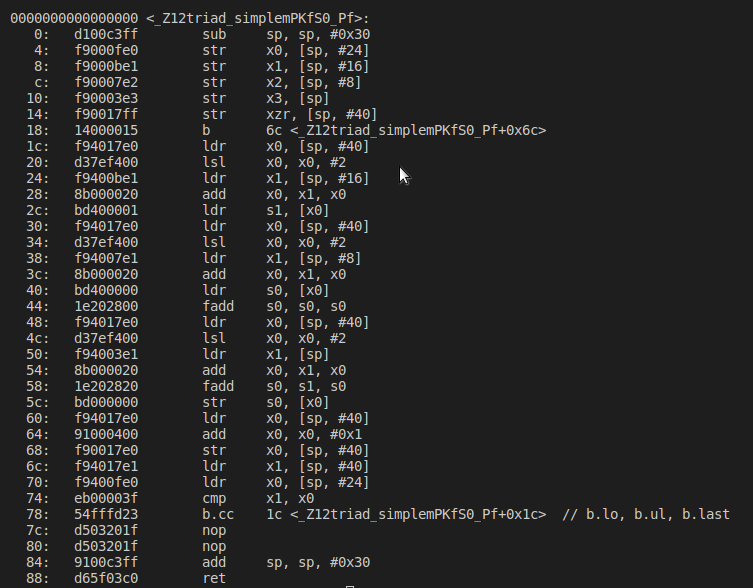 0000000000000000 <_Z12triad_simplemPKfS0_Pf>:
   0:   d100c3ff        sub     sp, sp, #0x30
   4:   f9000fe0        str     x0, [sp, #24]
   8:   f9000be1        str     x1, [sp, #16]
   c:   f90007e2        str     x2, [sp, #8]
  10:   f90003e3        str     x3, [sp]
  14:   f90017ff        str     xzr, [sp, #40]
  18:   14000015        b       6c <_Z12triad_simplemPKfS0_Pf+0x6c>
  1c:   f94017e0        ldr     x0, [sp, #40]
  20:   d37ef400        lsl     x0, x0, #2
  24:   f9400be1        ldr     x1, [sp, #16]
  28:   8b000020        add     x0, x1, x0
  2c:   bd400001        ldr     s1, [x0]
  30:   f94017e0        ldr     x0, [sp, #40]
  34:   d37ef400        lsl     x0, x0, #2
  38:   f94007e1        ldr     x1, [sp, #8]
  3c:   8b000020        add     x0, x1, x0
  40:   bd400000        ldr     s0, [x0]
  44:   1e202800        fadd    s0, s0, s0
  48:   f94017e0        ldr     x0, [sp, #40]
  4c:   d37ef400        lsl     x0, x0, #2
  50:   f94003e1        ldr     x1, [sp]
  54:   8b000020        add     x0, x1, x0
  58:   1e202820        fadd    s0, s1, s0
  5c:   bd000000        str     s0, [x0]
  60:   f94017e0        ldr     x0, [sp, #40]
  64:   91000400        add     x0, x0, #0x1
  68:   f90017e0        str     x0, [sp, #40]
  6c:   f94017e1        ldr     x1, [sp, #40]
  70:   f9400fe0        ldr     x0, [sp, #24]
  74:   eb00003f        cmp     x1, x0
  78:   54fffd23        b.cc    1c <_Z12triad_simplemPKfS0_Pf+0x1c>  // b.lo, b.ul, b.last
  7c:   d503201f        nop
  80:   d503201f        nop
  84:   9100c3ff        add     sp, sp, #0x30
  88:   d65f03c0        ret